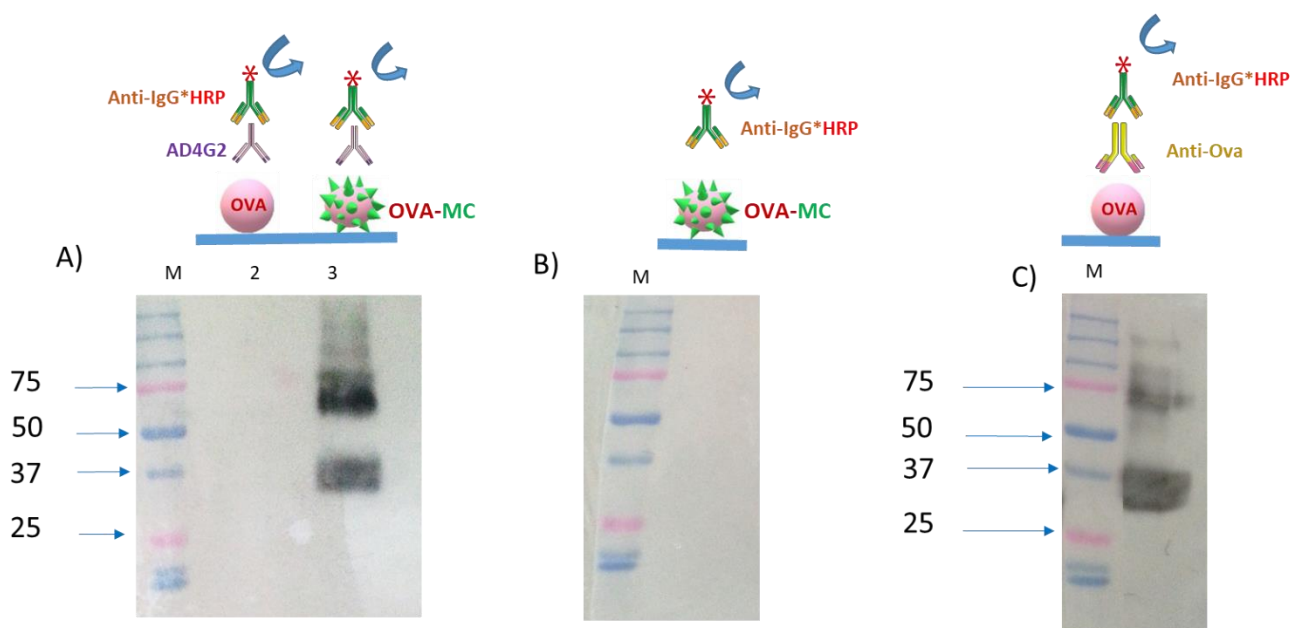 Anti-IgG*HRP
AD4G2
OVA
OVA-MC
A)
M 2 3
75
50
37
25
Anti-IgG*HRP
OVA-MC
B)
M
Anti-IgG*HRP
Anti-Ova
OVA
C)
M
75
50
37
25